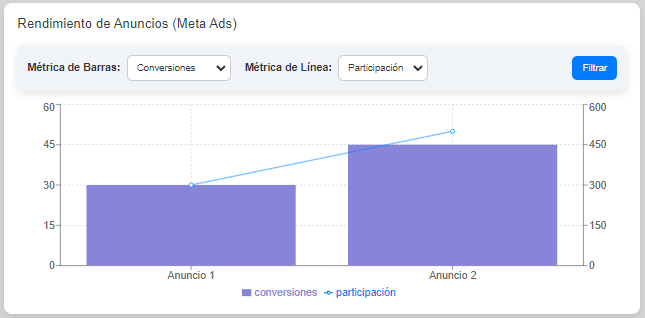 Rendimiento de Anuncios (Meta Ads)
Métrica de Barras: Conversiones Métrica de Línea: Participación Filtrar
60 600
45 450
30 300
15 150
0 0
Anuncio 1 Anuncio 2
conversiones participación